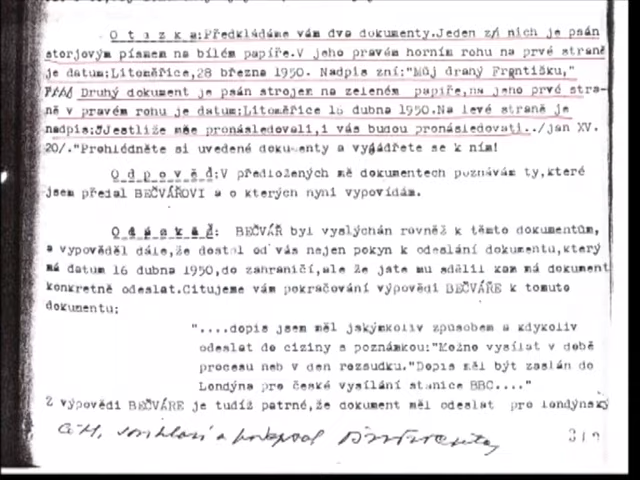 O t á z k a:Předkládáme vám dva dokumenty.Jeden z nich je psán
storjovým písmem na bílém papíře.V jeho pravém horním rohu na prvé straně
je datum:Litoměřice,28 března 1950. Nadpis zní:"Můj drahý Františku,"
Druhý dokument je psán strojem na zeleném papíře,na jeho prvé stra-
ně v pravém rohu je datum:Litoměřice 16 dubna 1950.Na levé straně je
nadpis:JJestliže mne pronásledovali,i vás budou pronásledovati../jan XV.
20/."Prohlédněte si uvedené dokumenty a vyjádřete se k nim!
O d p o v ě d:V předložených mě dokumentech poznávám ty,které
jsem předal BEČVÁŘOVI a o kterých nyní vypovídám.
BEČVÁŘ byl vyslýchán rovněž k těmto dokumentům,
a vypověděl dále,že dostal od vás nejen pokyn k odeslání dokumentu,který
má datum 16 dubna 1950,do zahraničí,ale že jste mu sdělil kam má dokument
konkretně odeslat.Citujeme vám pokračování výpovědi BEČVÁŘE k tomuto
dokumentu:
"....dopis jsem měl jakýmkoliv způsobem a kdykoliv
odeslat do ciziny s poznámkou:"Možno vysílat v době
procesu neb v den rozsudku."Dopis měl být zaslán do
Londýna pro české vysílání stanice BBC...."
Z výpovědi BEČVÁŘE je tudíž patrné,že dokument měl odeslat pro londýnský
souhlasí a podepsal